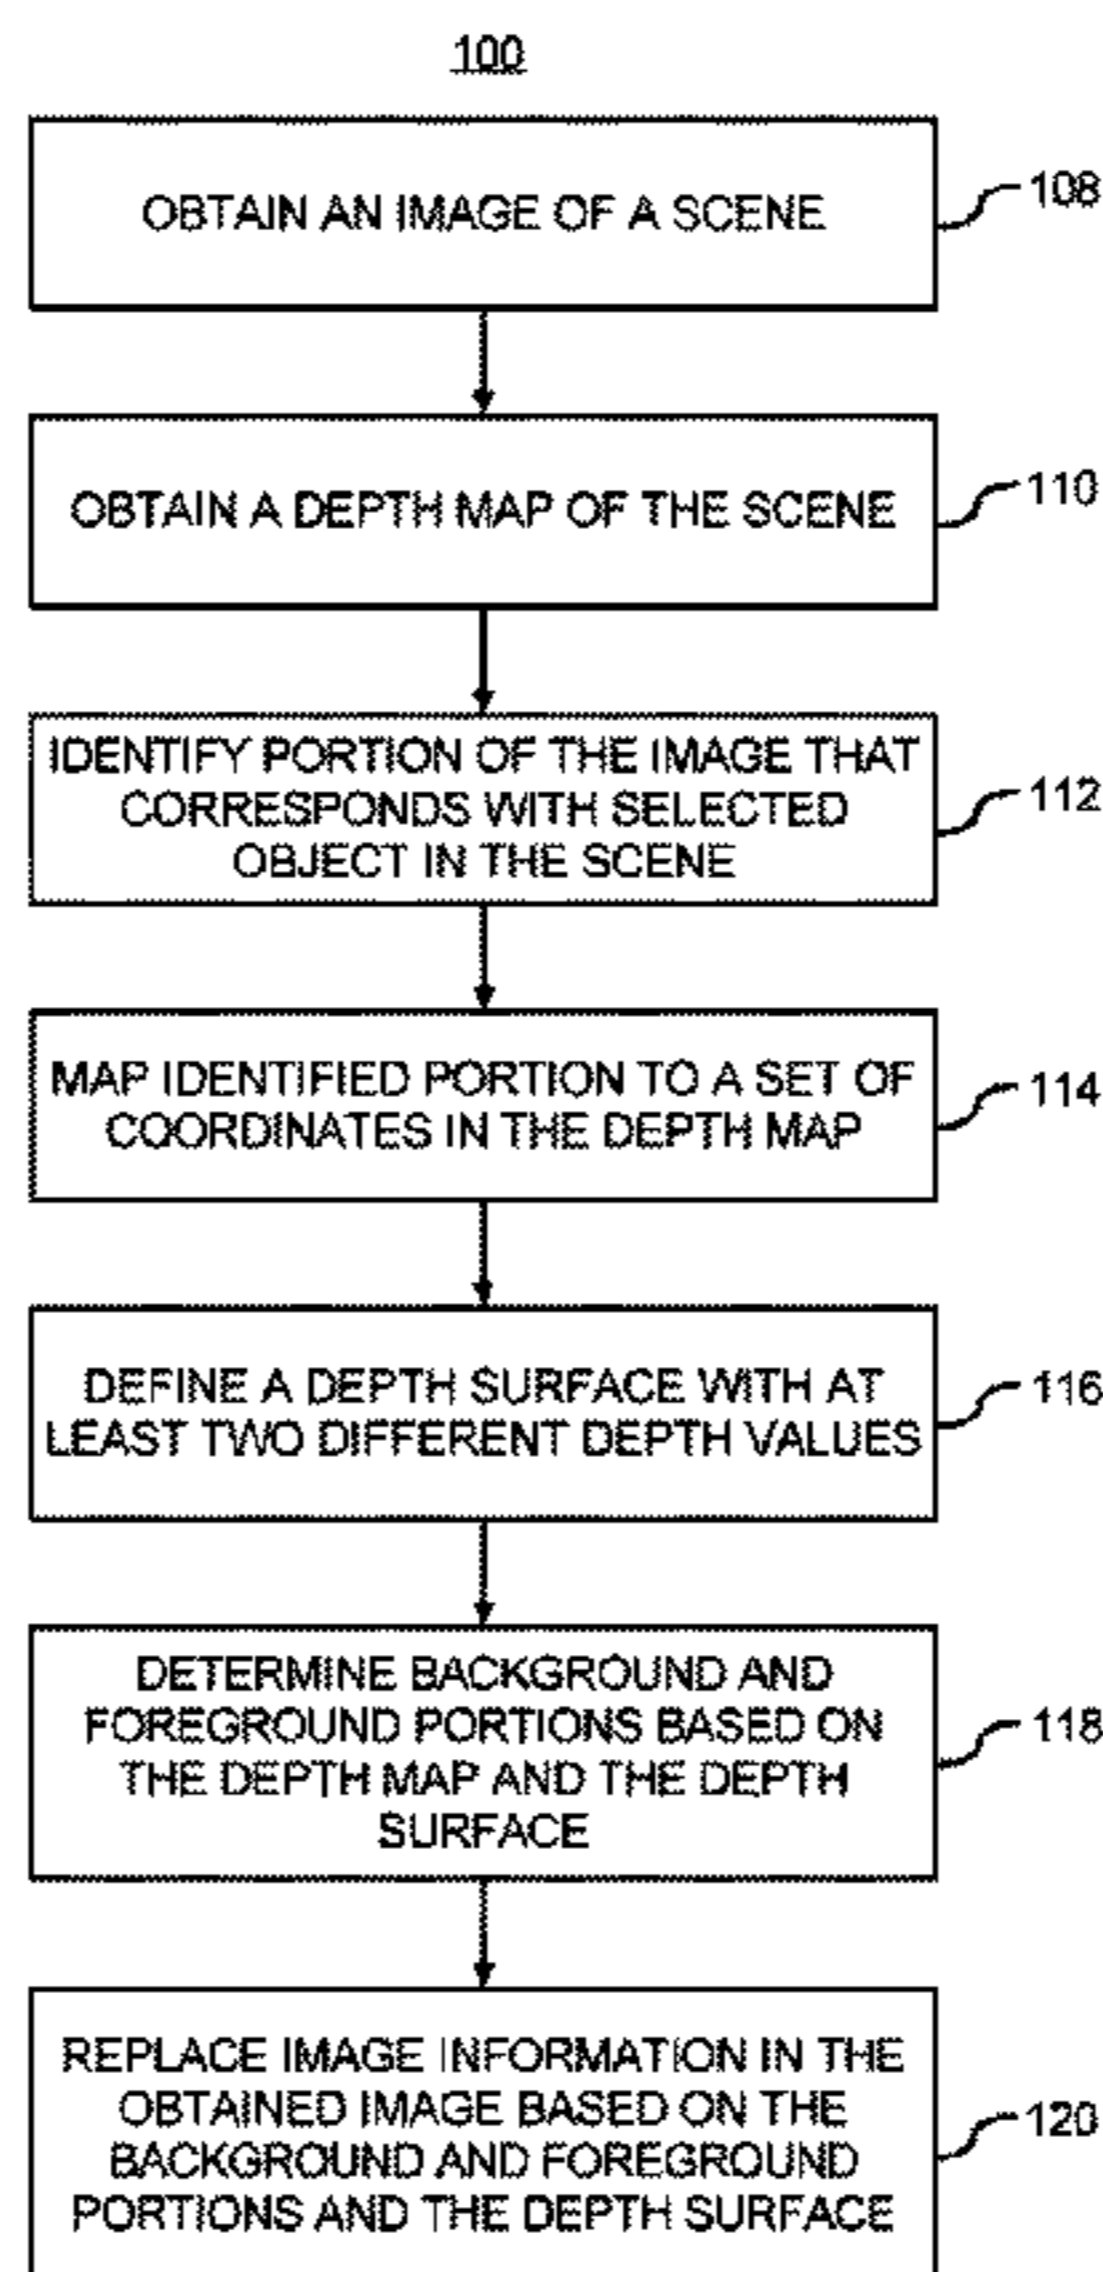 100
OBTAIN AN IMAGE OF A SCENE
108
OBTAIN A DEPTH MAP OF THE SCENE
110
IDENTIFY PORTION OF THE IMAGE THAT
CORRESPONDS WITH SELECTED
OBJECT IN THE SCENE
112
MAP IDENTIFIED PORTION TO A SET OF
COORDINATES IN THE DEPTH MAP
114
DEFINE A DEPTH SURFACE WITH AT
LEAST TWO DIFFERENT DEPTH VALUES
116
DETERMINE BACKGROUND AND
FOREGROUND PORTIONS BASED ON
THE DEPTH MAP AND THE DEPTH
SURFACE
118
REPLACE IMAGE INFORMATION IN THE
OBTAINED IMAGE BASED ON THE
BACKGROUND AND FOREGROUND
PORTIONS AND THE DEPTH SURFACE
120